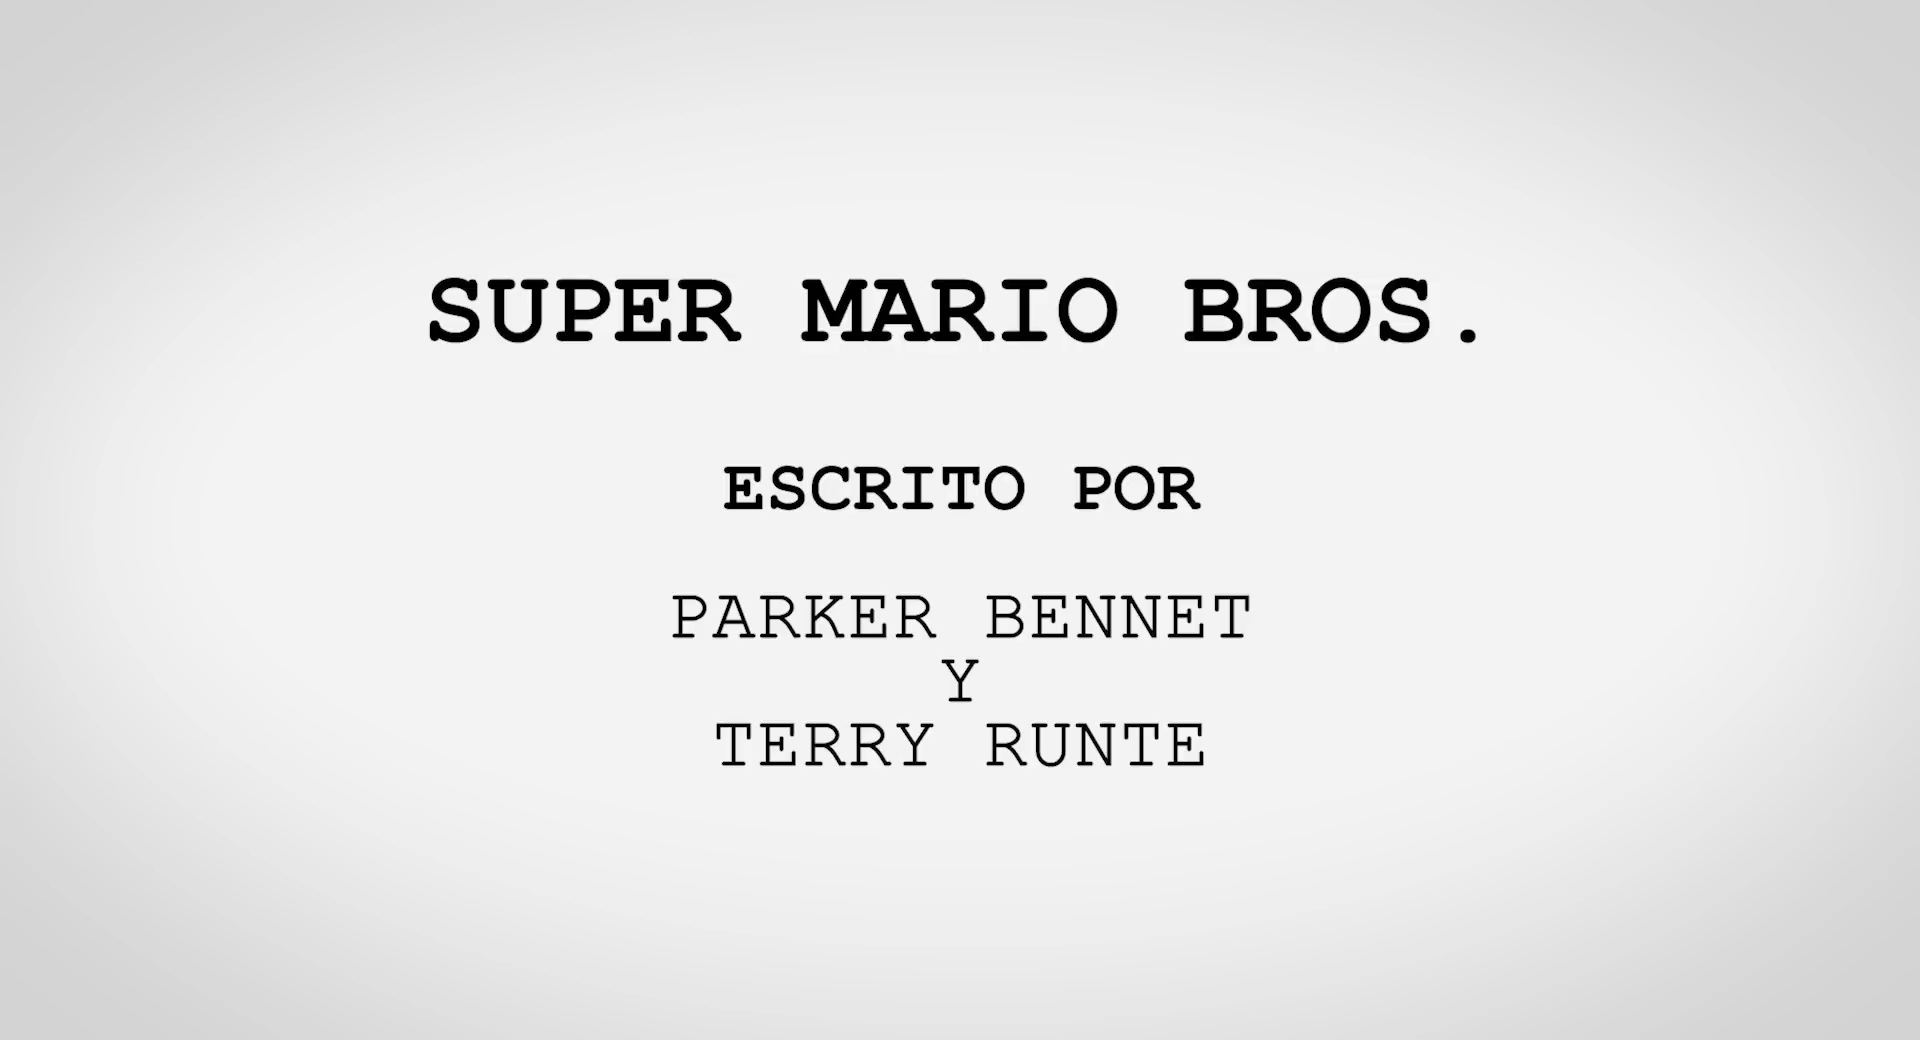 SUPER MARIO BROS.
ESCRITO POR
PARKER BENNET
Y
TERRY RUNTE